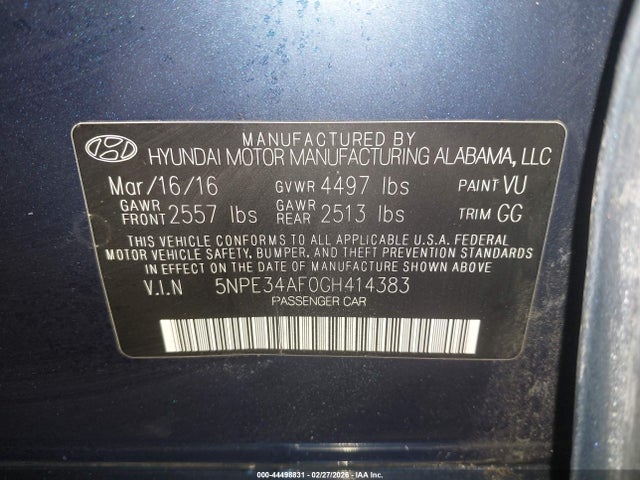 MANUFACTURED BY
HYUNDAI MOTOR MANUFACTURING ALABAMA, LLC
Mar/16/16 GVWR 4497 lbs PAINT VU
GAWR FRONT 2557 lbs GAWR REAR 2513 lbs TRIM GG
THIS VEHICLE CONFORMS TO ALL APPLICABLE U.S.A. FEDERAL
MOTOR VEHICLE SAFETY, BUMPER, AND THEFT PREVENTION STANDARDS
IN EFFECT ON THE DATE OF MANUFACTURE SHOWN ABOVE
V.I.N 5NPE34AF0GH414383
PASSENGER CAR
000-44498831 - 02/27/2026 - IAA Inc.